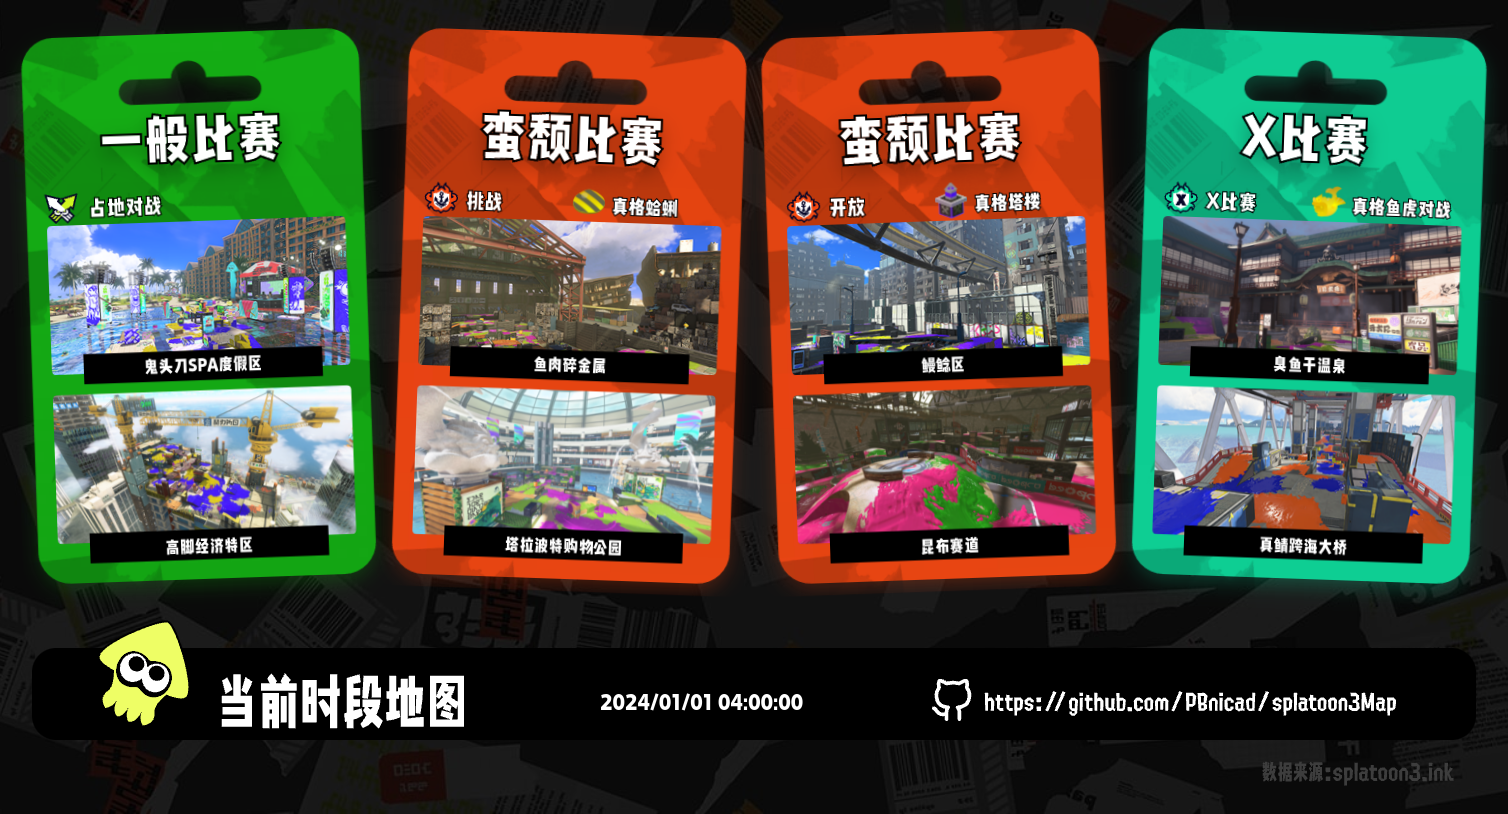 一般比赛
占地对战
鬼头刀SPA度假区
高脚经济特区
蛮颓比赛
挑战
真格蛤蜊
鱼肉碎金属
塔拉波特购物公园
蛮颓比赛
开放
真格塔楼
鳗鲶区
昆布赛道
X比赛
X比赛
真格鱼虎对战
臭鱼干温泉
真鲭跨海大桥
当前时段地图
2024/01/01 04:00:00
https://github.com/PBnicad/splatoon3Map
数据来源:splatoon3.ink